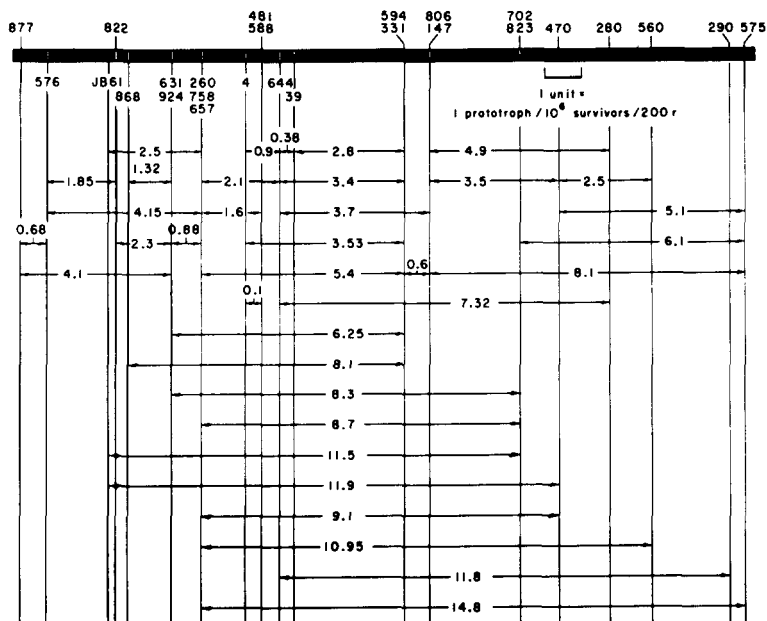 481 594 806 702
877 822 588 331 147 823 470 280 560 290 575
576 JB61 631 260 4 644
868 924 758 39
657
1 unit =
1 prototroph / 10⁶ survivors / 200 r
0.38
2.5 0.9 2.8 4.9
1.32
1.85 2.1 3.4 3.5 2.5
4.15 1.6 3.7 5.1
0.68 0.88
2.3 3.53 6.1
0.6
4.1 5.4 8.1
0.1
7.32
6.25
8.1
8.3
8.7
11.5
11.9
9.1
10.95
11.8
14.8